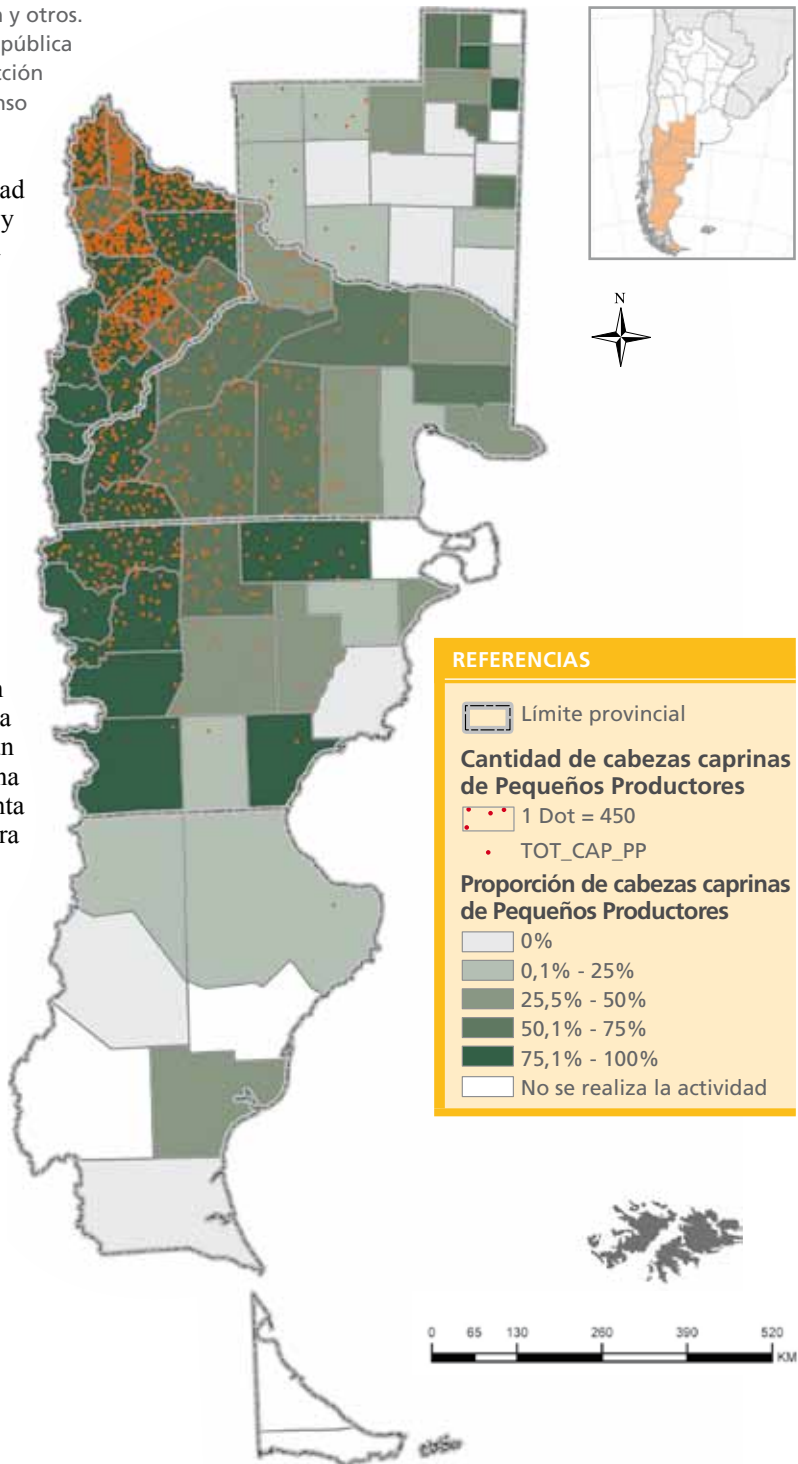 y otros.
pública
ción
nso
ad
y
a
na
nta
ra
N
REFERENCIAS
Límite provincial
Cantidad de cabezas caprinas
de Pequeños Productores
1 Dot = 450
TOT_CAP_PP
Proporción de cabezas caprinas
de Pequeños Productores
0%
0,1% - 25%
25,5% - 50%
50,1% - 75%
75,1% - 100%
No se realiza la actividad
0 65 130 260 390 520
KM